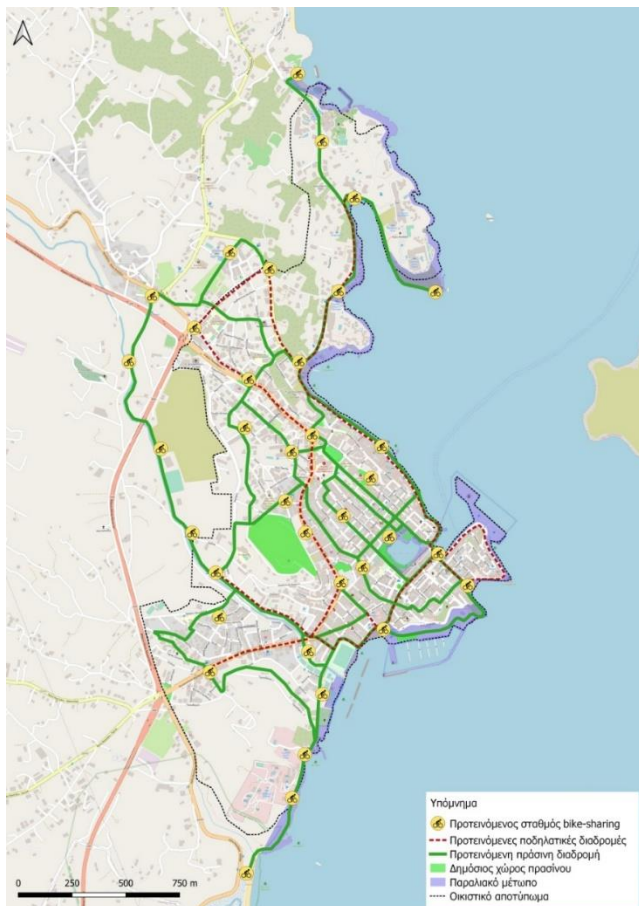 Υπόμνημα
Προτεινόμενος σταθμός bike-sharing
Προτεινόμενες ποδηλατικές διαδρομές
Προτεινόμενη πράσινη διαδρομή
Δημόσιος χώρος πρασίνου
Παραλιακό μέτωπο
Οικιστικό αποτύπωμα
0 250 500 750 m